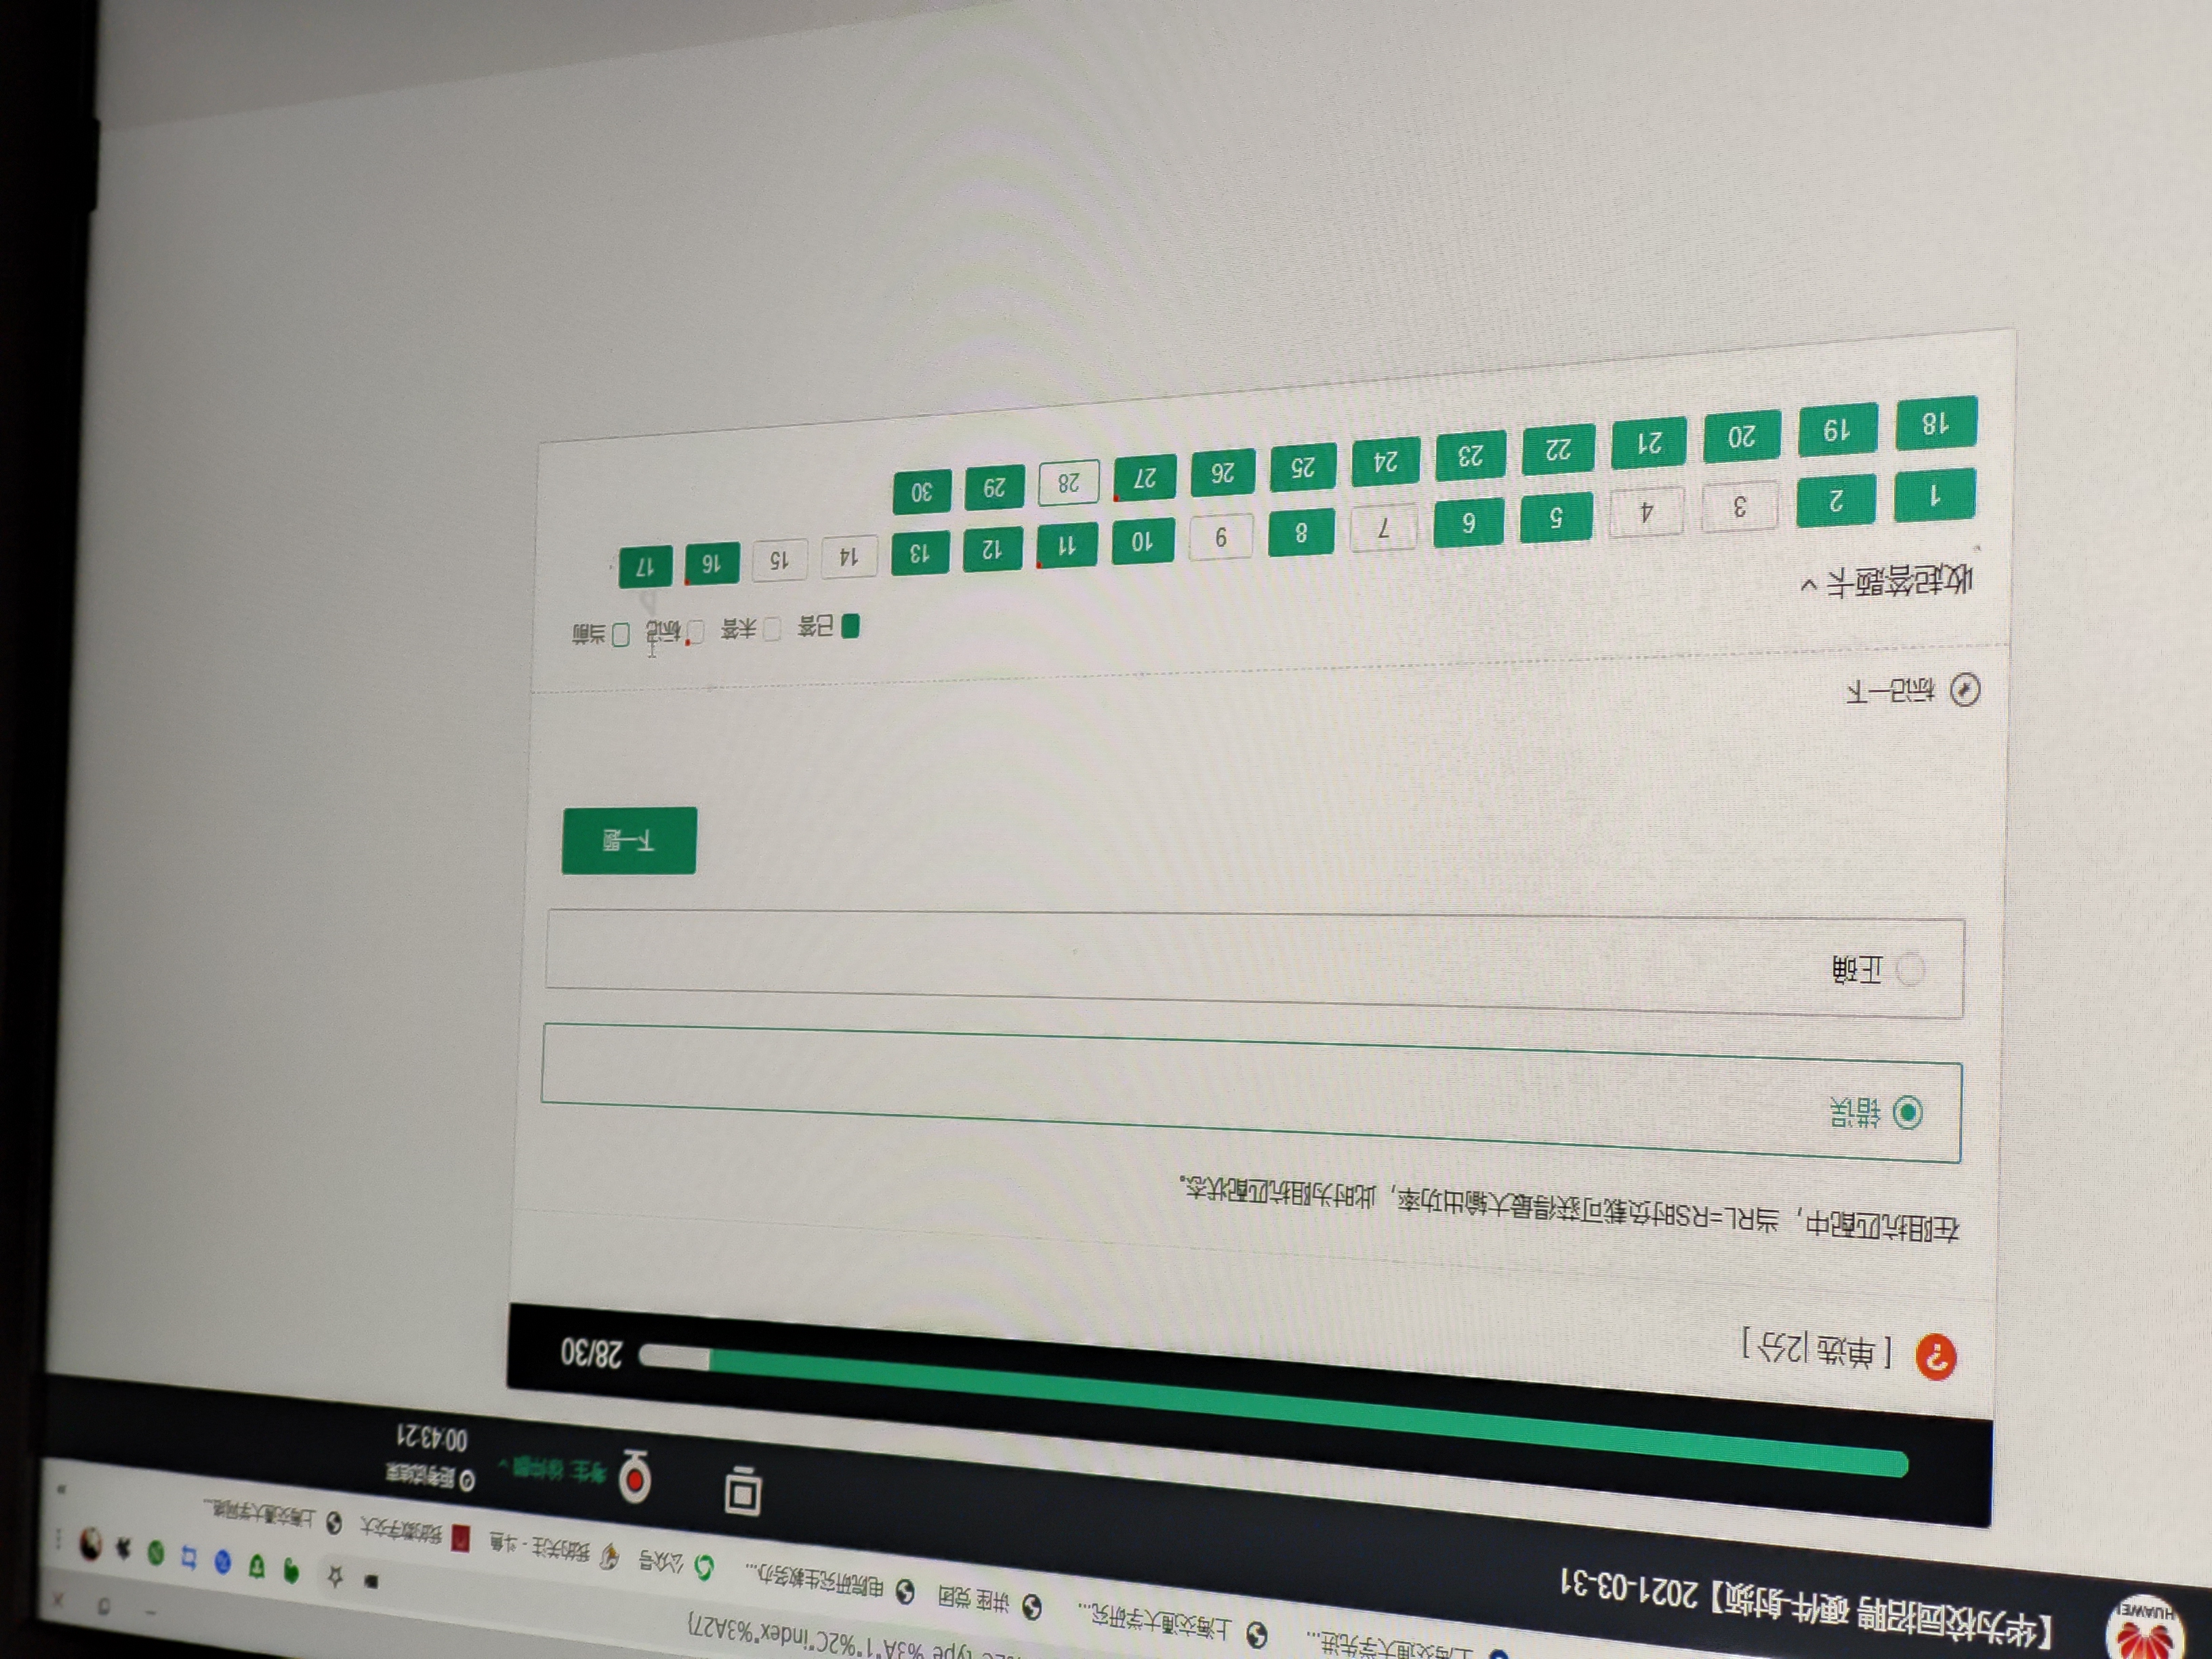 type %3A"1"%2C"index"%3A27}
上海交通大学先进...
上海交通大学研究...
讲座 党团
电院研究生教务办...
公众号
我的关注 - 斗鱼
我的数字交大
上海交通大学网络...
»
HUAWEI
【华为校园招聘 硬件-射频】2021-03-31
考生:
距考试结束
00:43:21
28/30
? [ 单选 |2分 ]
在阻抗匹配中，当RL=RS时负载可获得最大输出功率，此时为阻抗匹配状态。
错误
正确
下一题
标记一下
已答 未答 标记 当前
收起答题卡
1 2 3 4 5 6 7 8 9 10 11 12 13 14 15 16 17
18 19 20 21 22 23 24 25 26 27 28 29 30